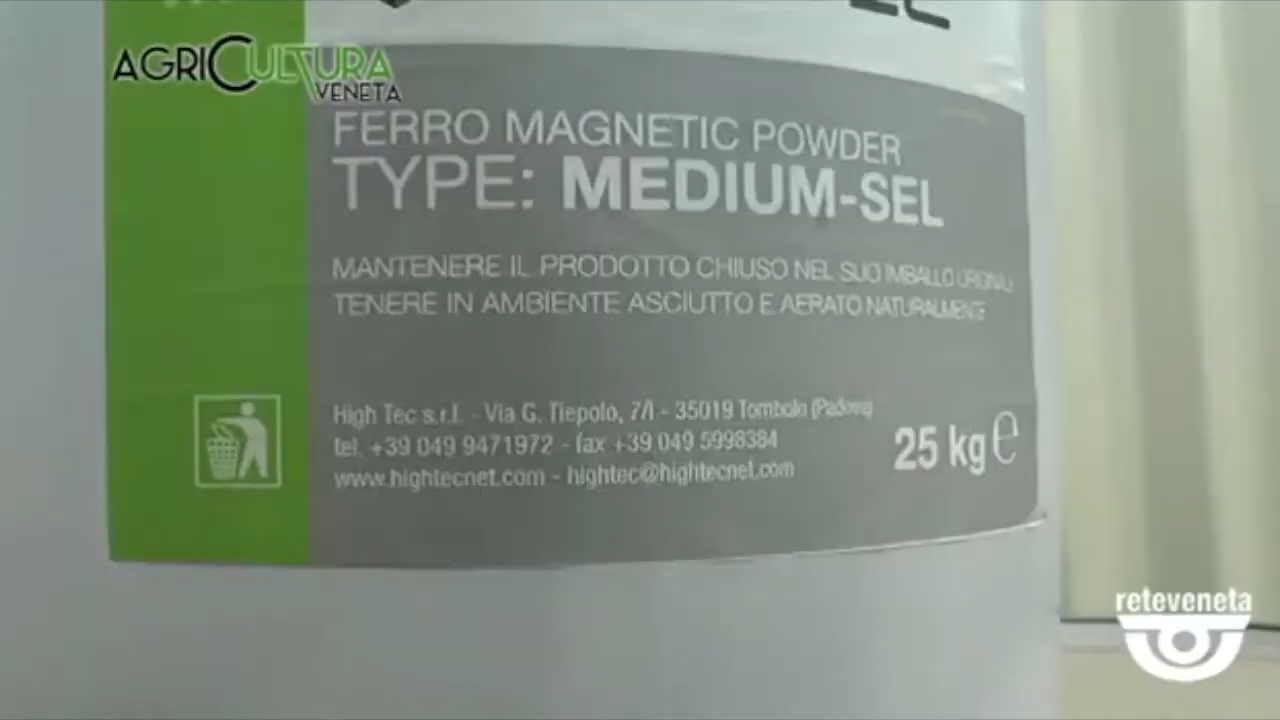 AGRICULTURA
VENETA
FERRO MAGNETIC POWDER
TYPE: MEDIUM-SEL
MANTENERE IL PRODOTTO CHIUSO NEL SUO IMBALLO ORIGINALE
TENERE IN AMBIENTE ASCIUTTO E AERATO NATURALMENTE
High Tec s.r.l. - Via G. Tiepolo, 7/I - 35019 Tombolo (Padova)
tel. +39 049 9471972 - fax +39 049 5998384
www.hightecnet.com - hightec@hightecnet.com
25 kg e
reteveneta